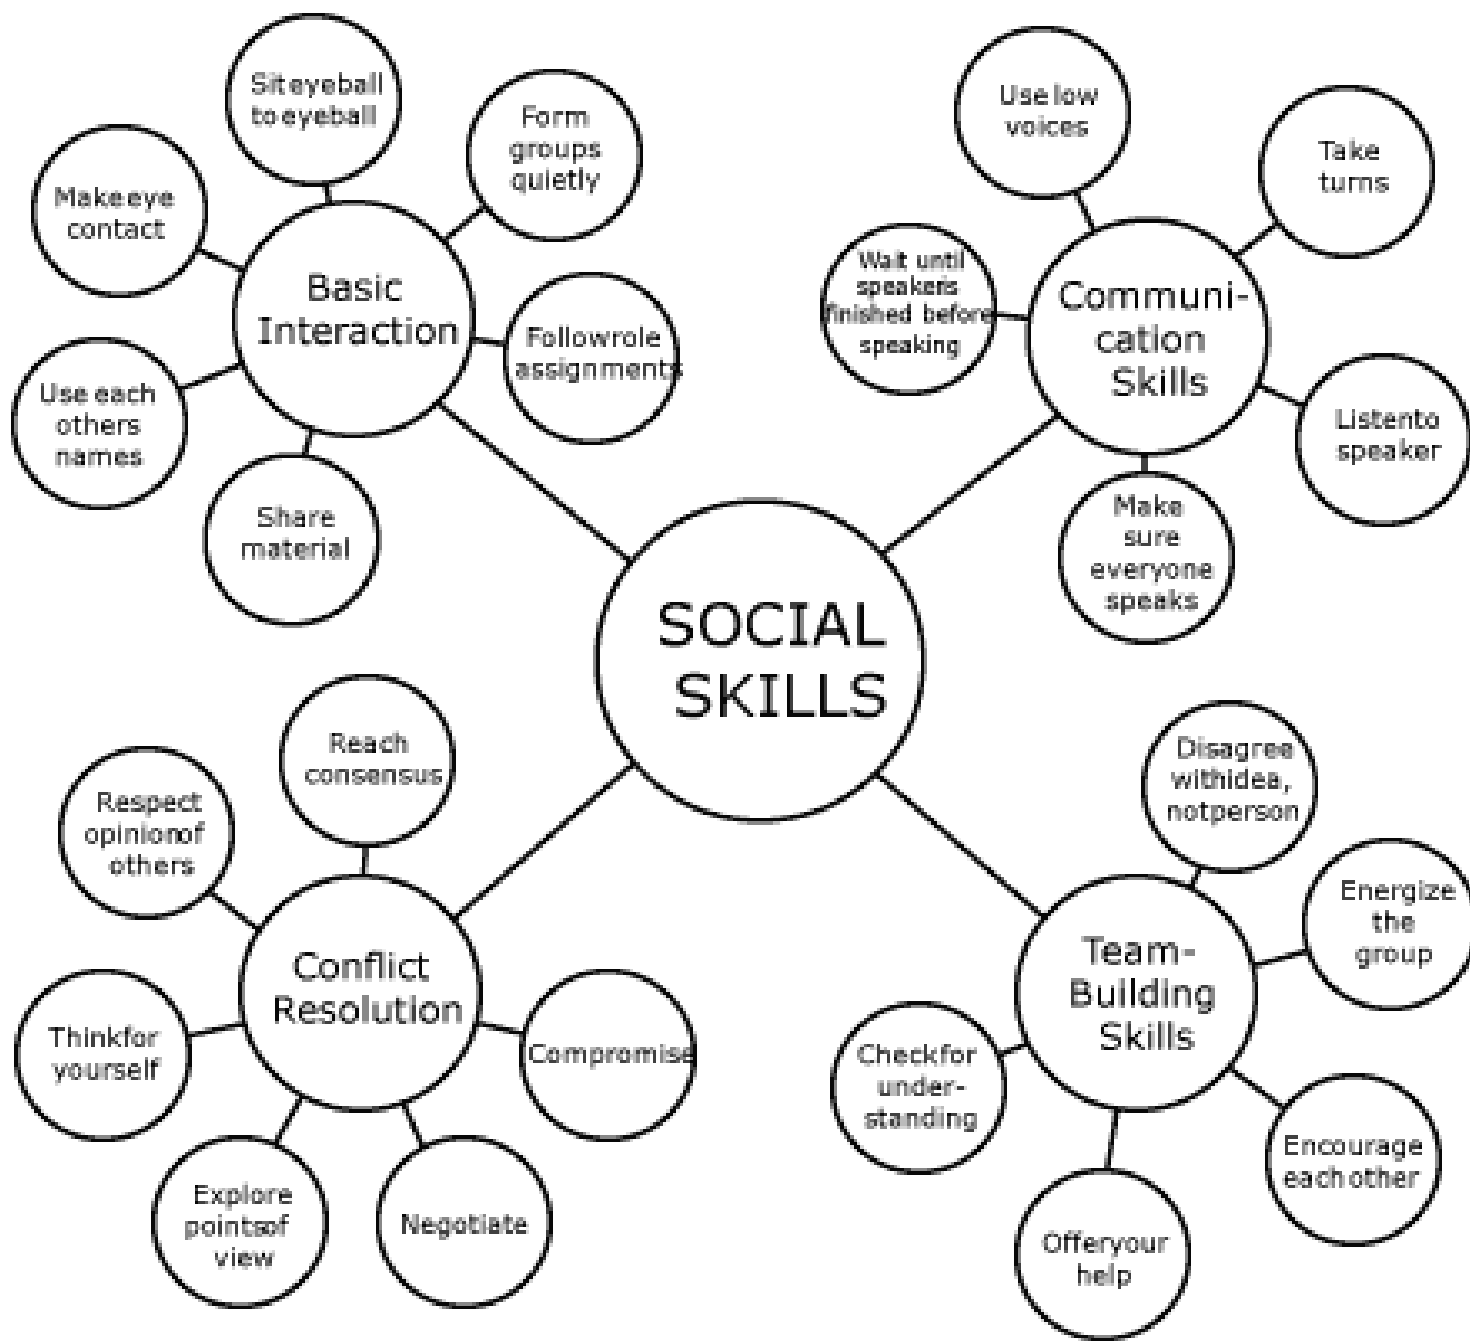 Sit eyeball
to eyeball
Form
groups
quietly
Make eye
contact
Basic
Interaction
Follow role
assignments
Use each
others
names
Share
material
Use low
voices
Take
turns
Wait until
speaker is
finished before
speaking
Communi-
cation
Skills
Listen to
speaker
Make
sure
everyone
speaks
SOCIAL
SKILLS
Reach
consensus
Respect
opinion of
others
Conflict
Resolution
Think for
yourself
Compromise
Explore
points of
view
Negotiate
Disagree
with idea,
not person
Energize
the
group
Team-
Building
Skills
Check for
under-
standing
Encourage
each other
Offer your
help